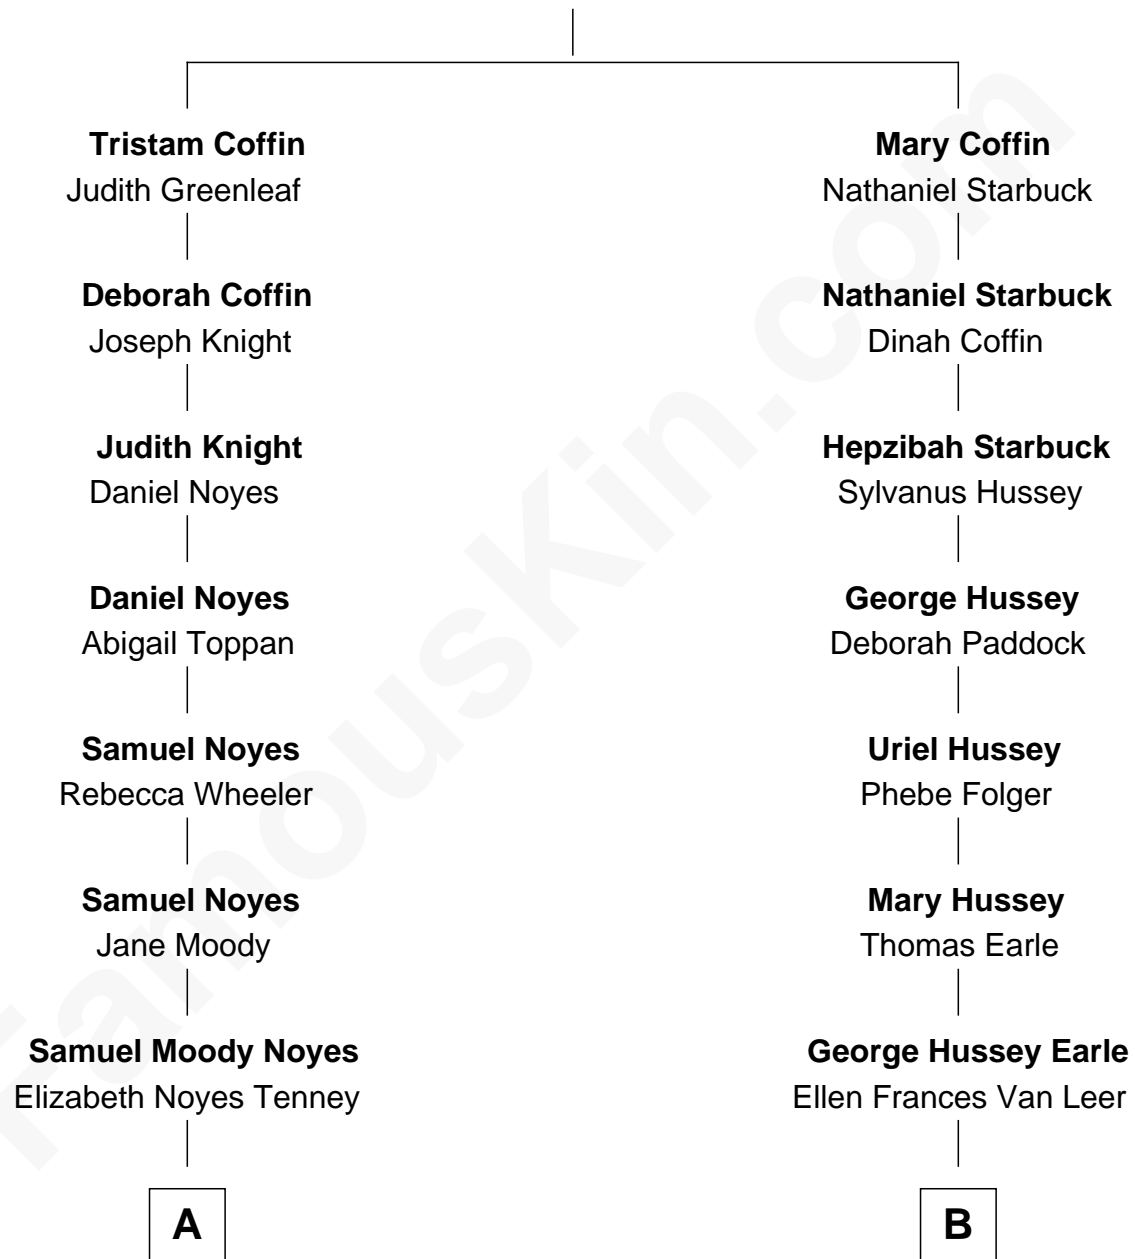 Tristam Coffin
Judith Greenleaf
Deborah Coffin
Joseph Knight
Judith Knight
Daniel Noyes
Daniel Noyes
Abigail Toppan
Samuel Noyes
Rebecca Wheeler
Samuel Noyes
Jane Moody
Samuel Moody Noyes
Elizabeth Noyes Tenney
A
Mary Coffin
Nathaniel Starbuck
Nathaniel Starbuck
Dinah Coffin
Hepzibah Starbuck
Sylvanus Hussey
George Hussey
Deborah Paddock
Uriel Hussey
Phebe Folger
Mary Hussey
Thomas Earle
George Hussey Earle
Ellen Frances Van Leer
B
FamousKin.com